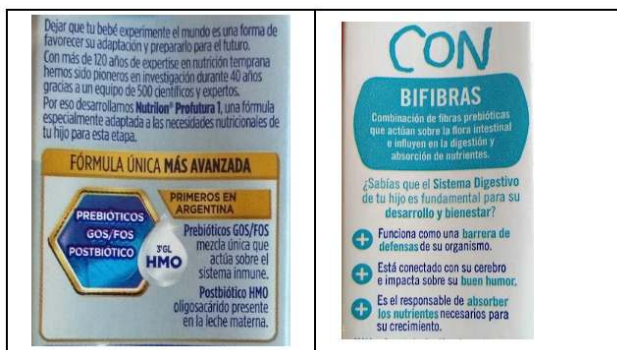 Dejar que tu bebé experimente el mundo es una forma de
favorecer su adaptación y prepararlo para el futuro.
Con más de 120 años de expertise en nutrición temprana
hemos sido pioneros en investigación durante 40 años
gracias a un equipo de 500 científicos y expertos.
Por eso desarrollamos Nutrilon® Profutura 1, una fórmula
especialmente adaptada a las necesidades nutricionales de
tu hijo para esta etapa.
FÓRMULA ÚNICA MÁS AVANZADA
PRIMEROS EN
ARGENTINA
PREBIÓTICOS
GOS/FOS
POSTBIÓTICO
3'GL
HMO
Prebióticos GOS/FOS
mezcla única que
actúa sobre el
sistema inmune.
Postbiótico HMO
oligosacárido presente
en la leche materna.
CON
BIFIBRAS
Combinación de fibras prebióticas
que actúan sobre la flora intestinal
e influyen en la digestión y
absorción de nutrientes.
¿Sabías que el Sistema Digestivo
de tu hijo es fundamental para su
desarrollo y bienestar?
+ Funciona como una barrera de
defensas de su organismo.
+ Está conectado con su cerebro
e impacta sobre su buen humor.
+ Es el responsable de absorber
los nutrientes necesarios para
su crecimiento.